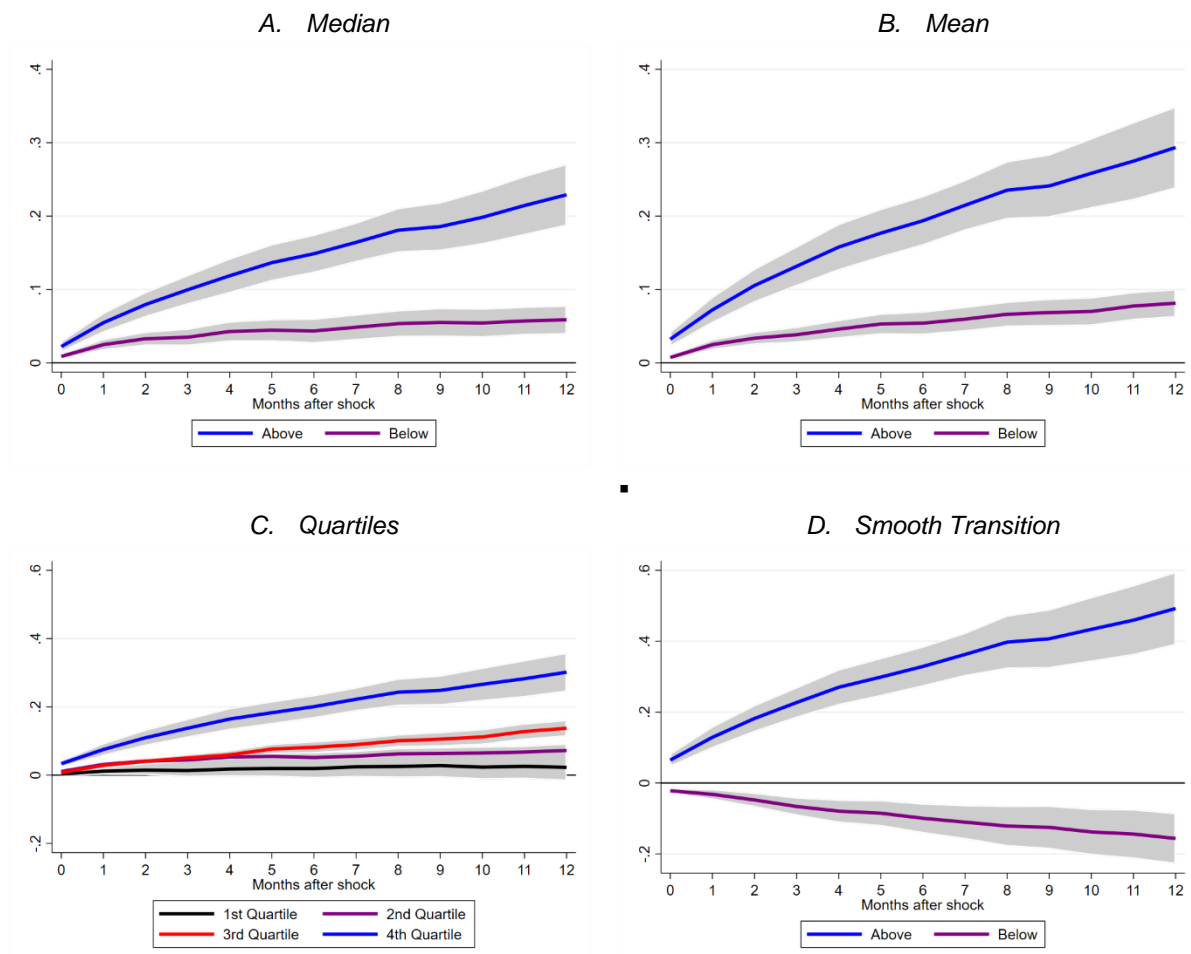 A. Median
.4
.3
.2
.1
0
0 1 2 3 4 5 6 7 8 9 10 11 12
Months after shock
Above Below
B. Mean
.4
.3
.2
.1
0
0 1 2 3 4 5 6 7 8 9 10 11 12
Months after shock
Above Below
C. Quartiles
.6
.4
.2
0
-.2
0 1 2 3 4 5 6 7 8 9 10 11 12
Months after shock
1st Quartile 2nd Quartile
3rd Quartile 4th Quartile
D. Smooth Transition
.6
.4
.2
0
-.2
0 1 2 3 4 5 6 7 8 9 10 11 12
Months after shock
Above Below